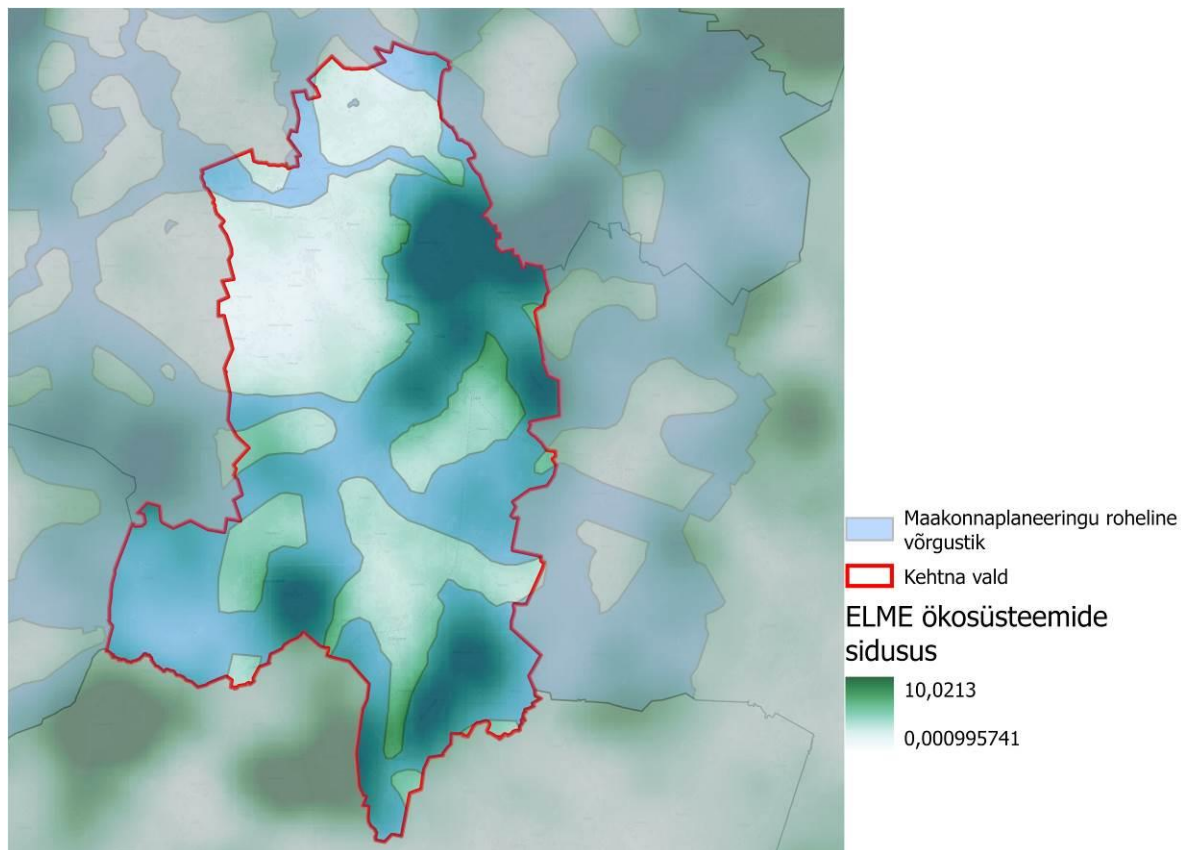 Maakonnaplaneeringu roheline
võrgustik
Kehtna vald
ELME ökosüsteemide
sidusus
10,0213
0,000995741